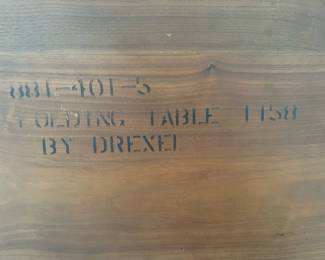 881-401-5
FOLDING TABLE 1158
BY DREXEL